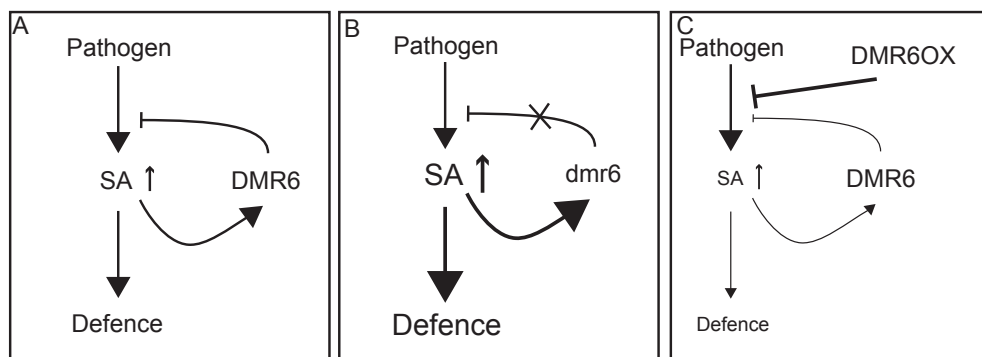 A
Pathogen
SA ↑ DMR6
Defence
B
Pathogen
SA ↑ dmr6
Defence
C
Pathogen
DMR6OX
SA ↑ DMR6
Defence